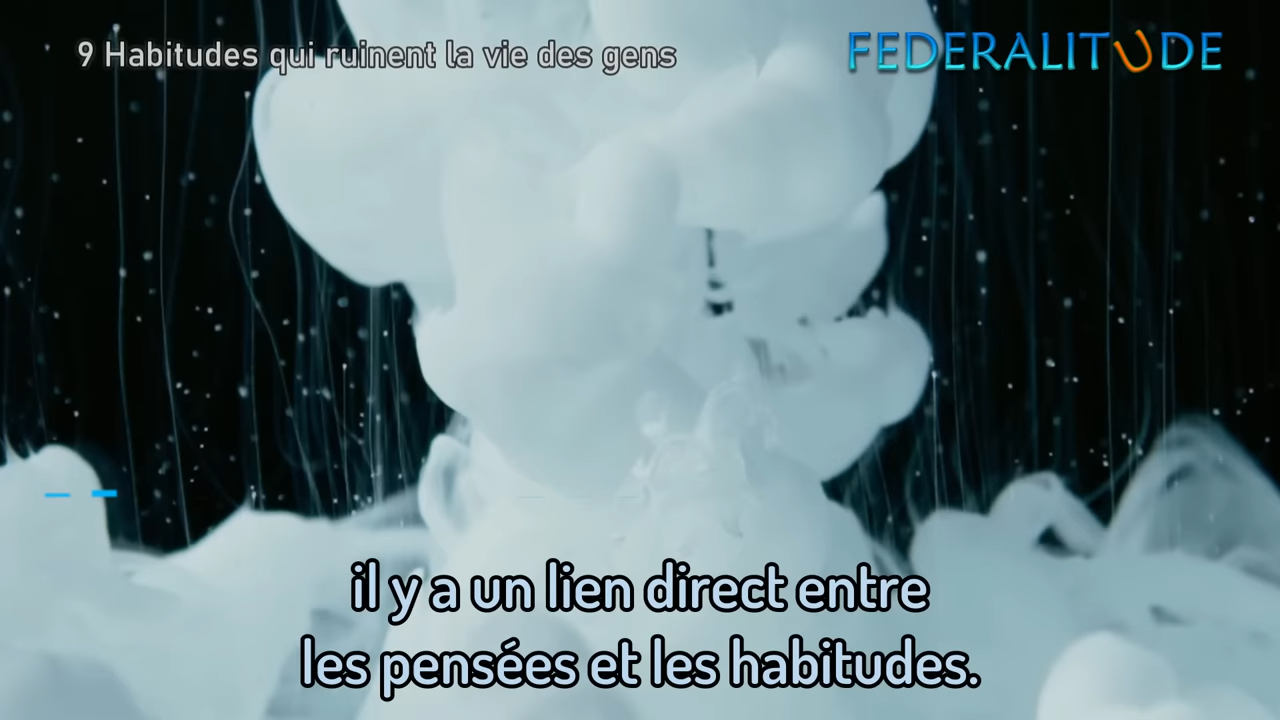 9 Habitudes qui ruinent la vie des gens
FEDERALITUDE
il y a un lien direct entre
les pensées et les habitudes.